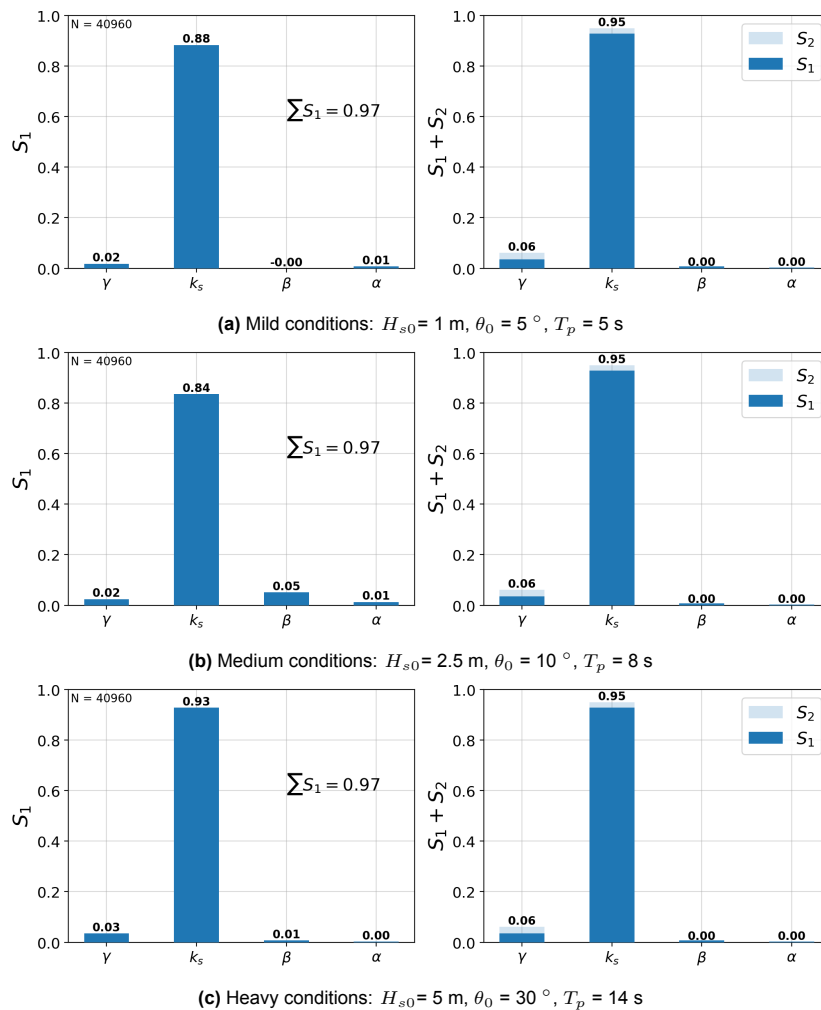 N = 40960
1.0
0.8
0.6
0.4
0.2
0.0
S₁
0.02
0.88
-0.00
0.01
∑S₁ = 0.97
γ kₛ β α
1.0
0.8
0.6
0.4
0.2
0.0
S₁ + S₂
0.06
0.95
0.00
0.00
S₂
S₁
γ kₛ β α
(a) Mild conditions: Hₛ₀= 1 m, θ₀ = 5 °, Tₚ = 5 s
N = 40960
1.0
0.8
0.6
0.4
0.2
0.0
S₁
0.02
0.84
0.05
0.01
∑S₁ = 0.97
γ kₛ β α
1.0
0.8
0.6
0.4
0.2
0.0
S₁ + S₂
0.06
0.95
0.00
0.00
S₂
S₁
γ kₛ β α
(b) Medium conditions: Hₛ₀= 2.5 m, θ₀ = 10 °, Tₚ = 8 s
N = 40960
1.0
0.8
0.6
0.4
0.2
0.0
S₁
0.03
0.93
0.01
0.00
∑S₁ = 0.97
γ kₛ β α
1.0
0.8
0.6
0.4
0.2
0.0
S₁ + S₂
0.06
0.95
0.00
0.00
S₂
S₁
γ kₛ β α
(c) Heavy conditions: Hₛ₀= 5 m, θ₀ = 30 °, Tₚ = 14 s